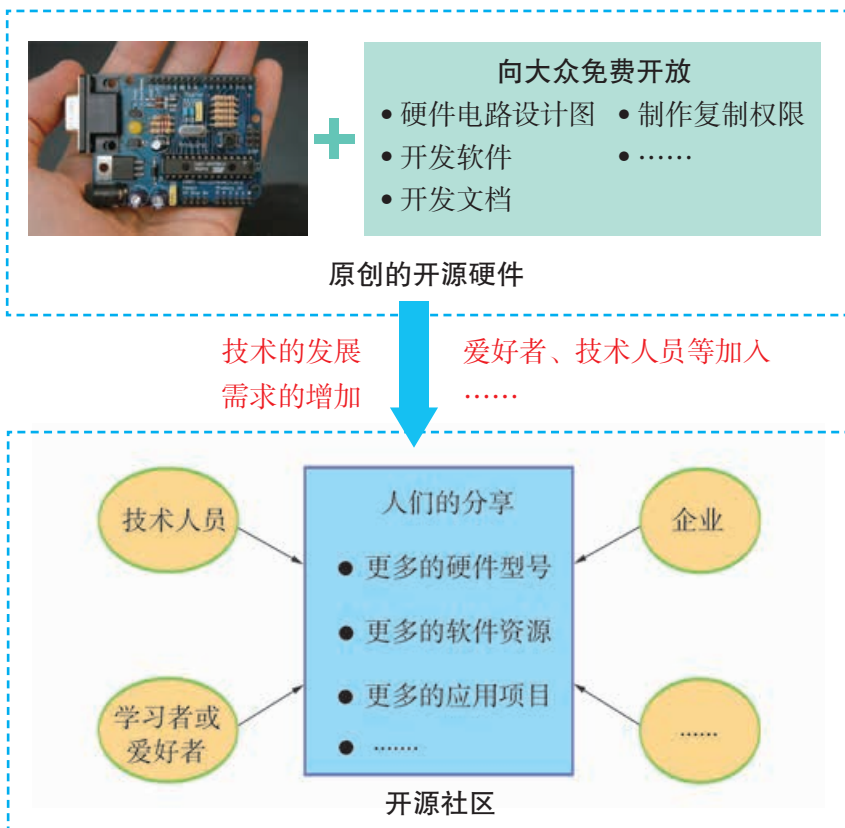 向大众免费开放
• 硬件电路设计图 • 制作复制权限
• 开发软件 • ……
• 开发文档
原创的开源硬件
技术的发展 爱好者、技术人员等加入
需求的增加 ……
人们的分享
技术人员
企业
● 更多的硬件型号
● 更多的软件资源
● 更多的应用项目
● ……
学习者或
爱好者
……
开源社区